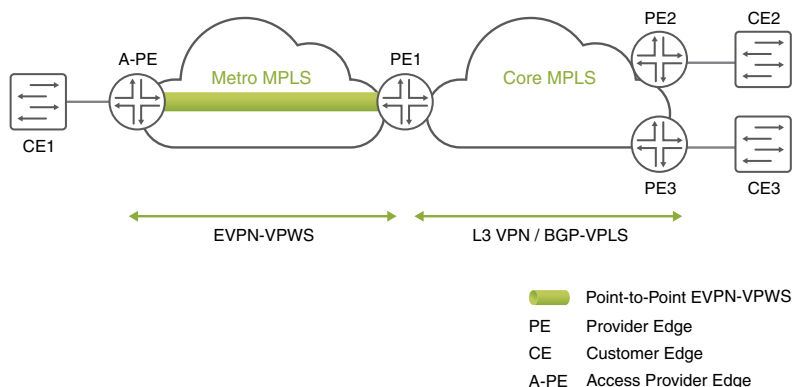 A-PE
PE1
PE2
CE2
Metro MPLS
Core MPLS
CE1
PE3
CE3
EVPN-VPWS
L3 VPN / BGP-VPLS
Point-to-Point EVPN-VPWS
PE Provider Edge
CE Customer Edge
A-PE Access Provider Edge